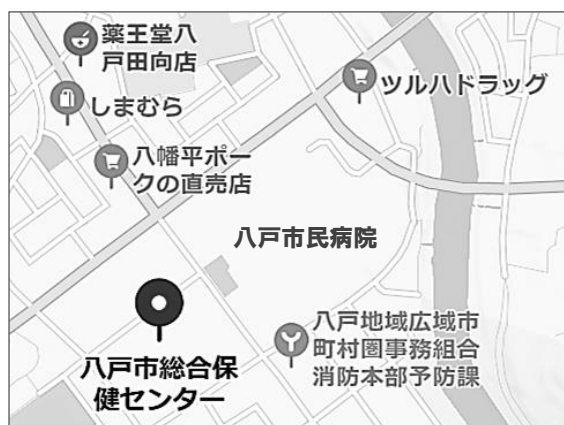 薬王堂八
戸田向店
ツルハドラッグ
しまむら
八幡平ポー
クの直売店
八戸市民病院
八戸地域広域市
町村圏事務組合
消防本部予防課
八戸市総合保
健センター